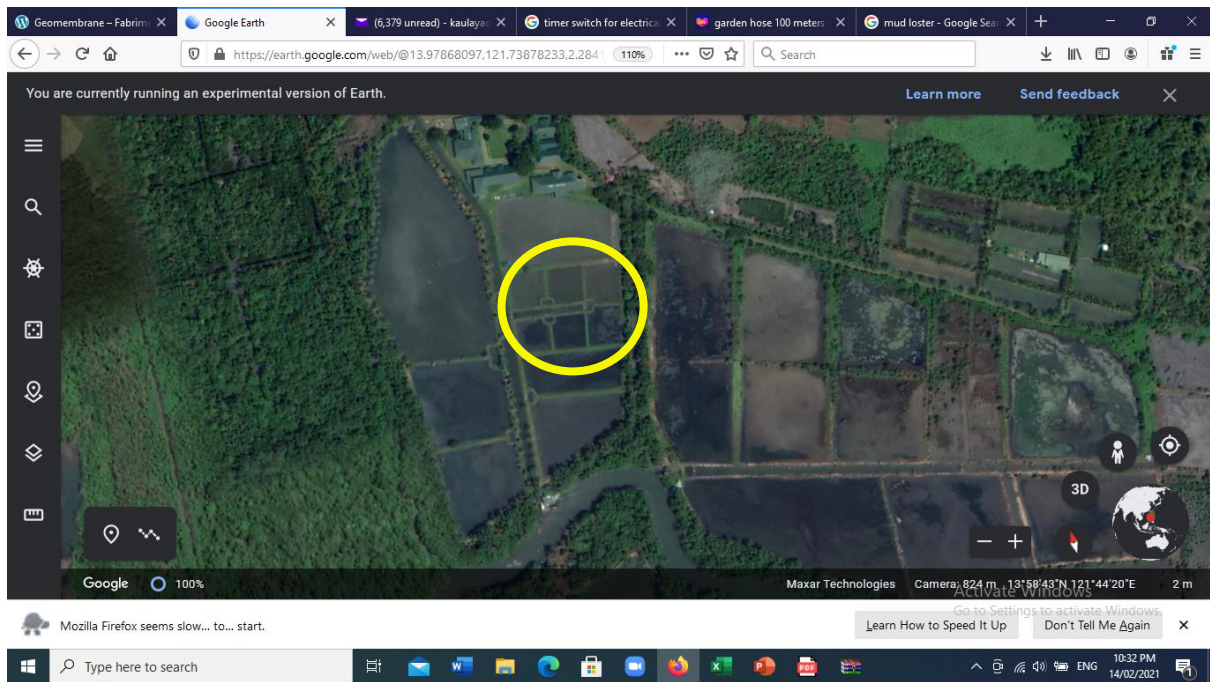 Geomembrane – Fabrim
Google Earth
(6,379 unread) - kaulayac
timer switch for electrical
garden hose 100 meters -
mud loster - Google Sear
https://earth.google.com/web/@13.97868097,121.73878233,2.2841
110%
Search
You are currently running an experimental version of Earth.
Learn more
Send feedback
3D
Google
100%
Maxar Technologies
Camera: 824 m
13°58'43"N 121°44'20"E
2 m
Activate Windows
Go to Settings to activate Windows.
Mozilla Firefox seems slow... to... start.
Learn How to Speed It Up
Don't Tell Me Again
Type here to search
ENG
10:32 PM
14/02/2021
1